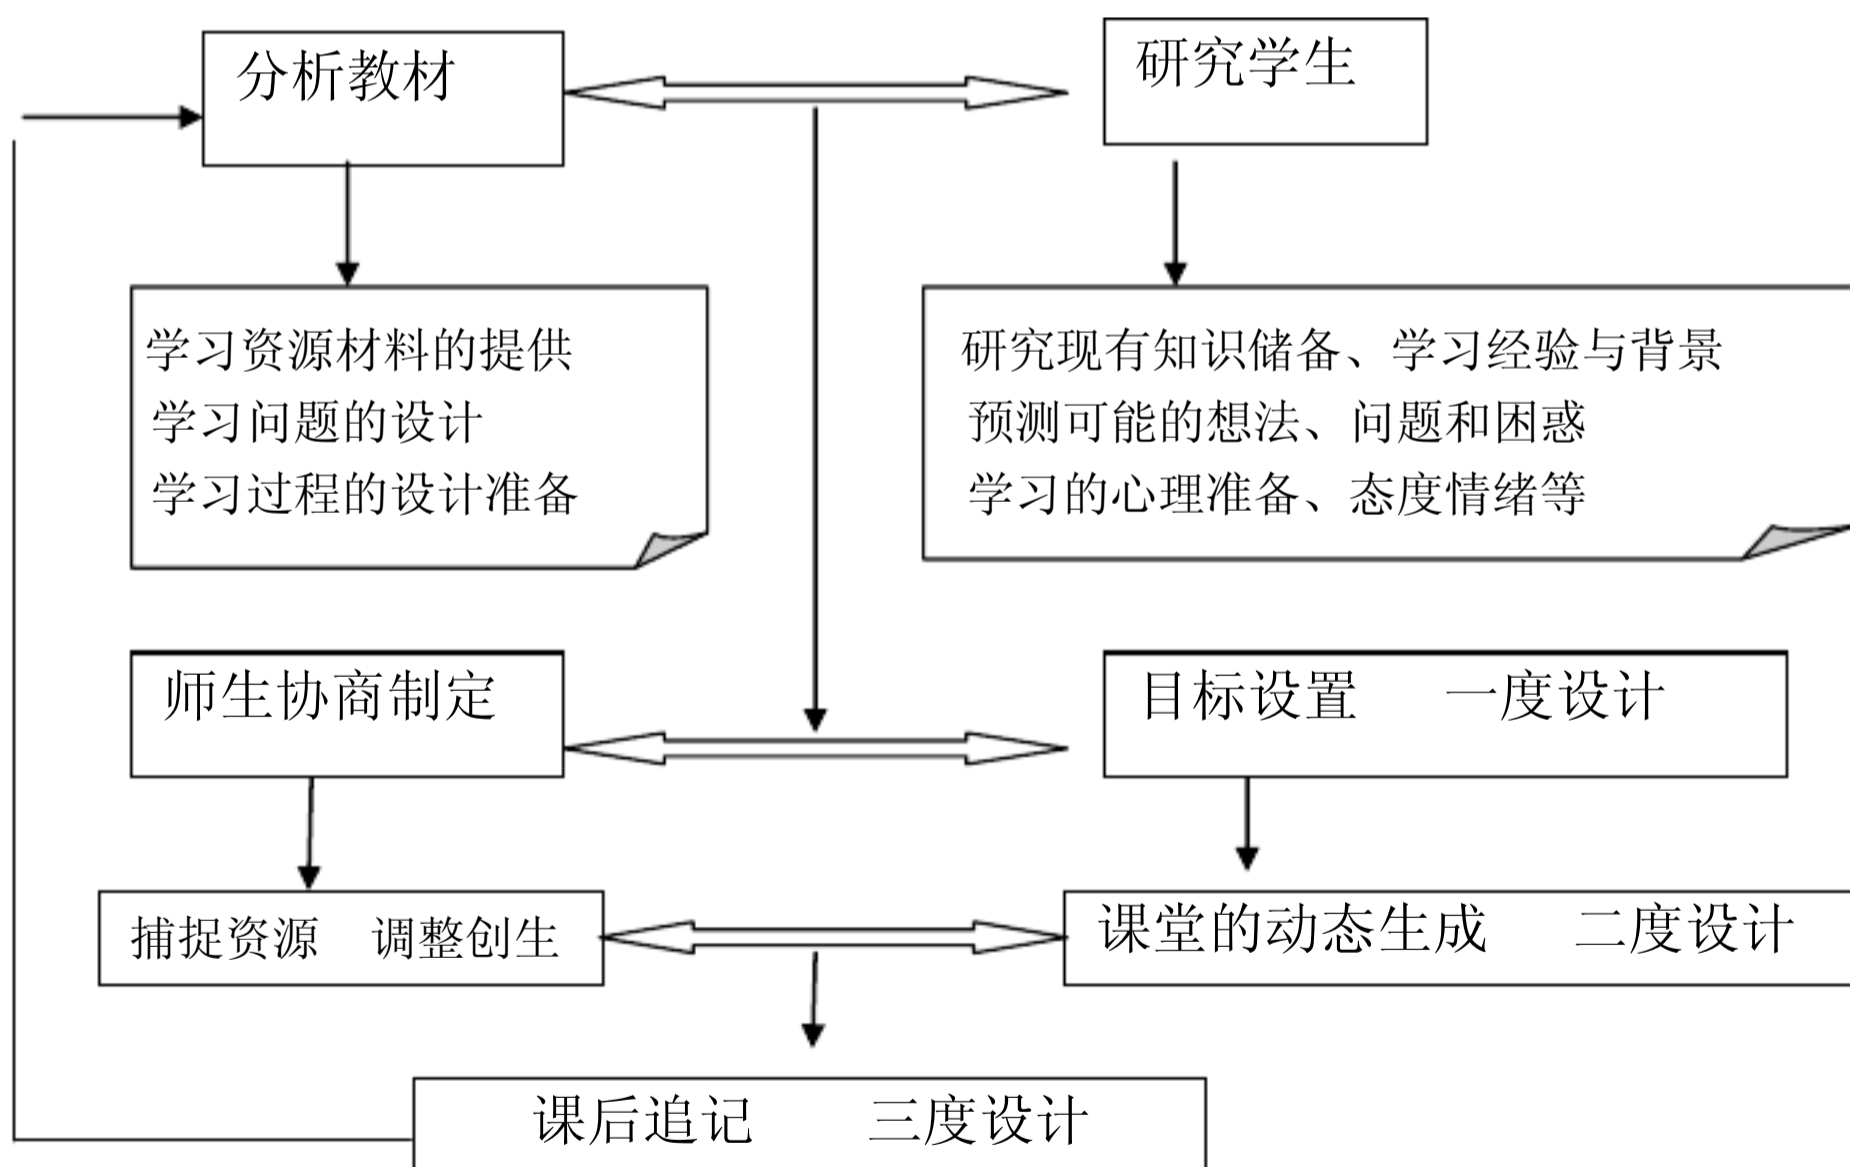 分析教材
研究学生
学习资源材料的提供
学习问题的设计
学习过程的设计准备
研究现有知识储备、学习经验与背景
预测可能的想法、问题和困惑
学习的心理准备、态度情绪等
师生协商制定
目标设置 一度设计
捕捉资源 调整创生
课堂的动态生成 二度设计
课后追记 三度设计